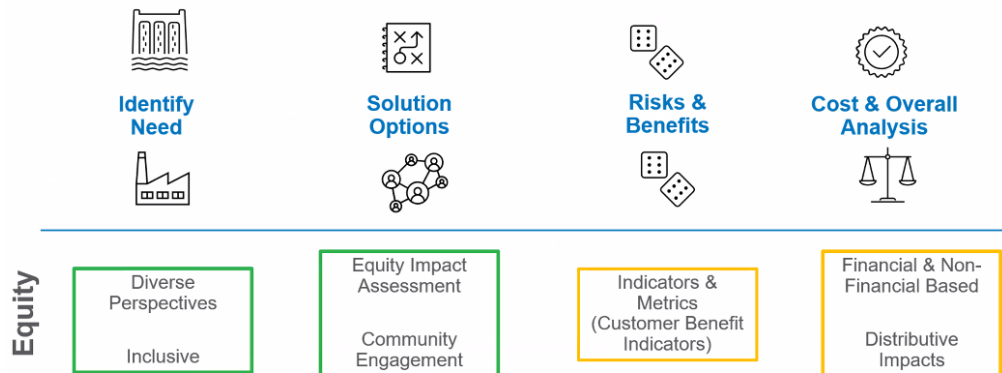 Identify
Need
Solution
Options
Risks &
Benefits
Cost & Overall
Analysis
Equity
Diverse
Perspectives
Inclusive
Equity Impact
Assessment
Community
Engagement
Indicators &
Metrics
(Customer Benefit
Indicators)
Financial & Non-
Financial Based
Distributive
Impacts